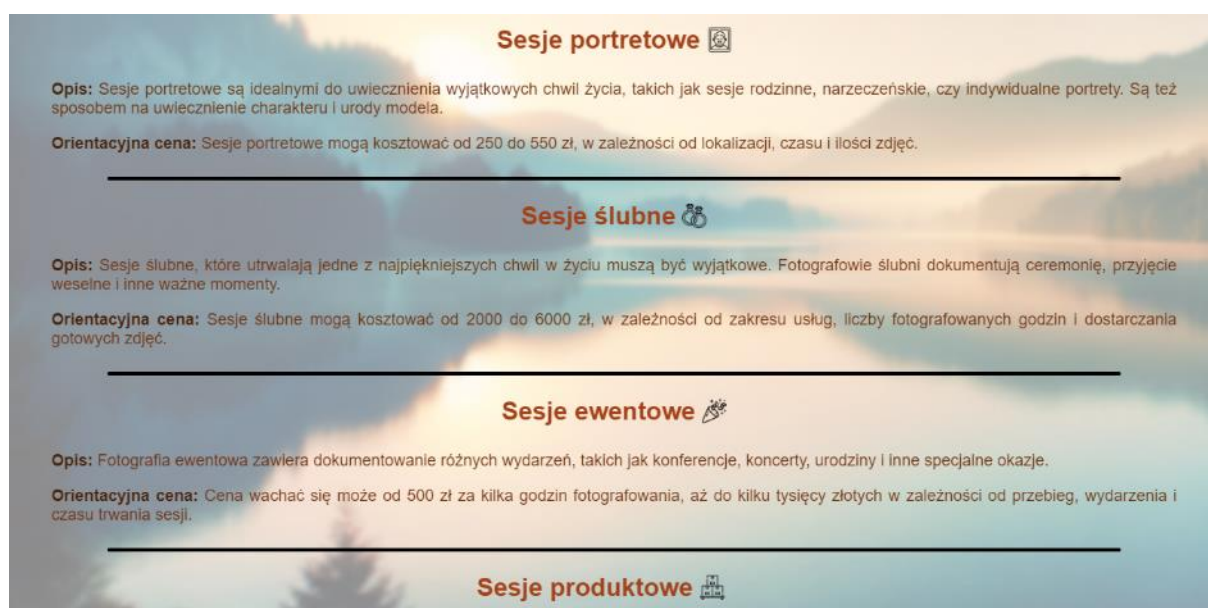 Sesje portretowe
Opis: Sesje portretowe są idealnymi do uwiecznienia wyjątkowych chwil życia, takich jak sesje rodzinne, narzeczeńskie, czy indywidualne portrety. Są też
sposobem na uwiecznienie charakteru i urody modela.
Orientacyjna cena: Sesje portretowe mogą kosztować od 250 do 550 zł, w zależności od lokalizacji, czasu i ilości zdjęć.
Sesje ślubne
Opis: Sesje ślubne, które utrwalają jedne z najpiękniejszych chwil w życiu muszą być wyjątkowe. Fotografowie ślubni dokumentują ceremonię, przyjęcie
weselne i inne ważne momenty.
Orientacyjna cena: Sesje ślubne mogą kosztować od 2000 do 6000 zł, w zależności od zakresu usług, liczby fotografowanych godzin i dostarczania
gotowych zdjęć.
Sesje ewentowe
Opis: Fotografia ewentowa zawiera dokumentowanie różnych wydarzeń, takich jak konferencje, koncerty, urodziny i inne specjalne okazje.
Orientacyjna cena: Cena wachać się może od 500 zł za kilka godzin fotografowania, aż do kilku tysięcy złotych w zależności od przebieg, wydarzenia i
czasu trwania sesji.
Sesje produktowe